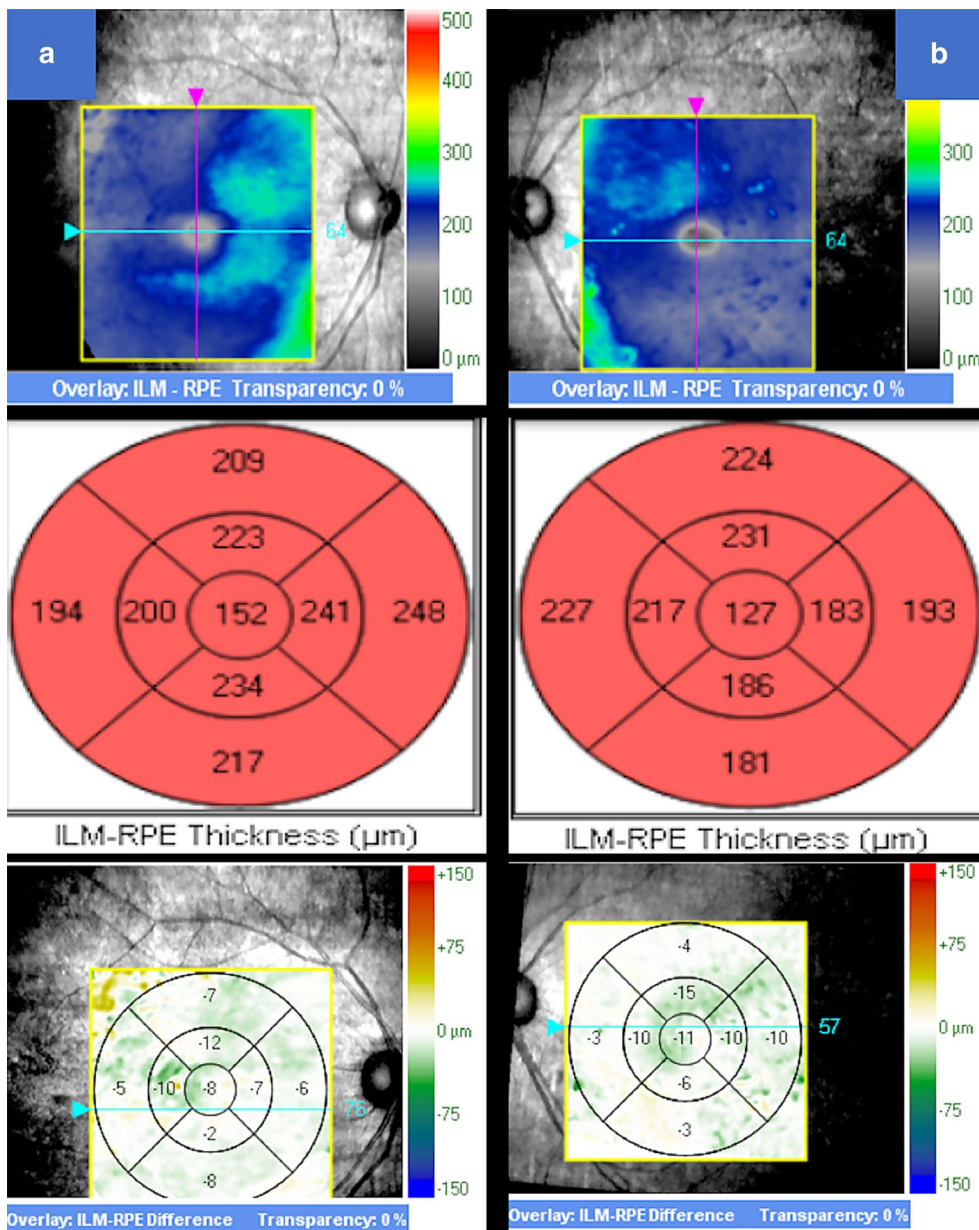 a
500
400
300
200
100
0 µm
64
Overlay: ILM - RPE Transparency: 0 %
b
300
200
100
0 µm
64
Overlay: ILM - RPE Transparency: 0 %
209
223
194 200 152 241 248
234
217
ILM-RPE Thickness (µm)
224
231
227 217 127 183 193
186
181
ILM-RPE Thickness (µm)
+150
+75
0 µm
-75
-150
-7
-12
-5 -10 -8 -7 -6
-2
-8
76
Overlay: ILM-RPE Difference Transparency: 0 %
+150
+75
0 µm
-75
-150
-4
-15
-3 -10 -11 -10 -10
-6
-3
57
Overlay: ILM-RPE Difference Transparency: 0 %